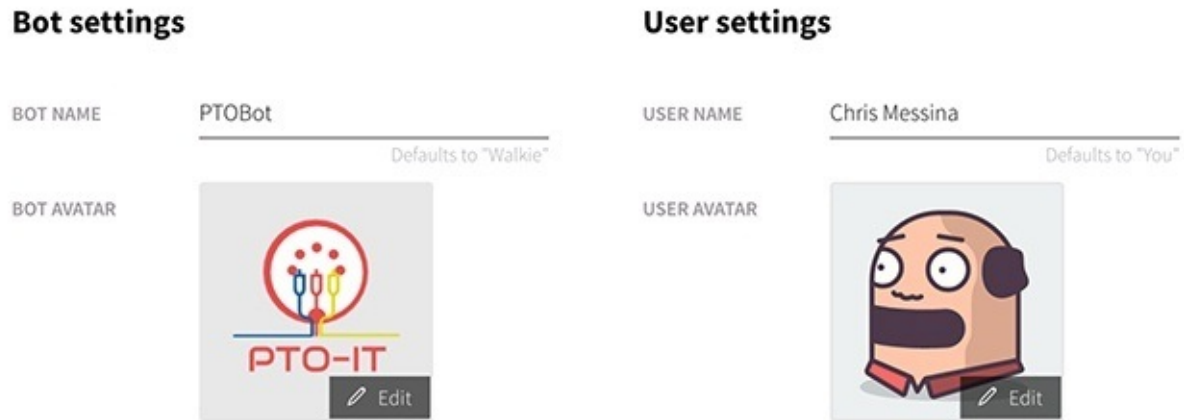 Bot settings
BOT NAME
PTOBot
Defaults to "Walkie"
BOT AVATAR
PTO-IT
Edit
User settings
USER NAME
Chris Messina
Defaults to "You"
USER AVATAR
Edit